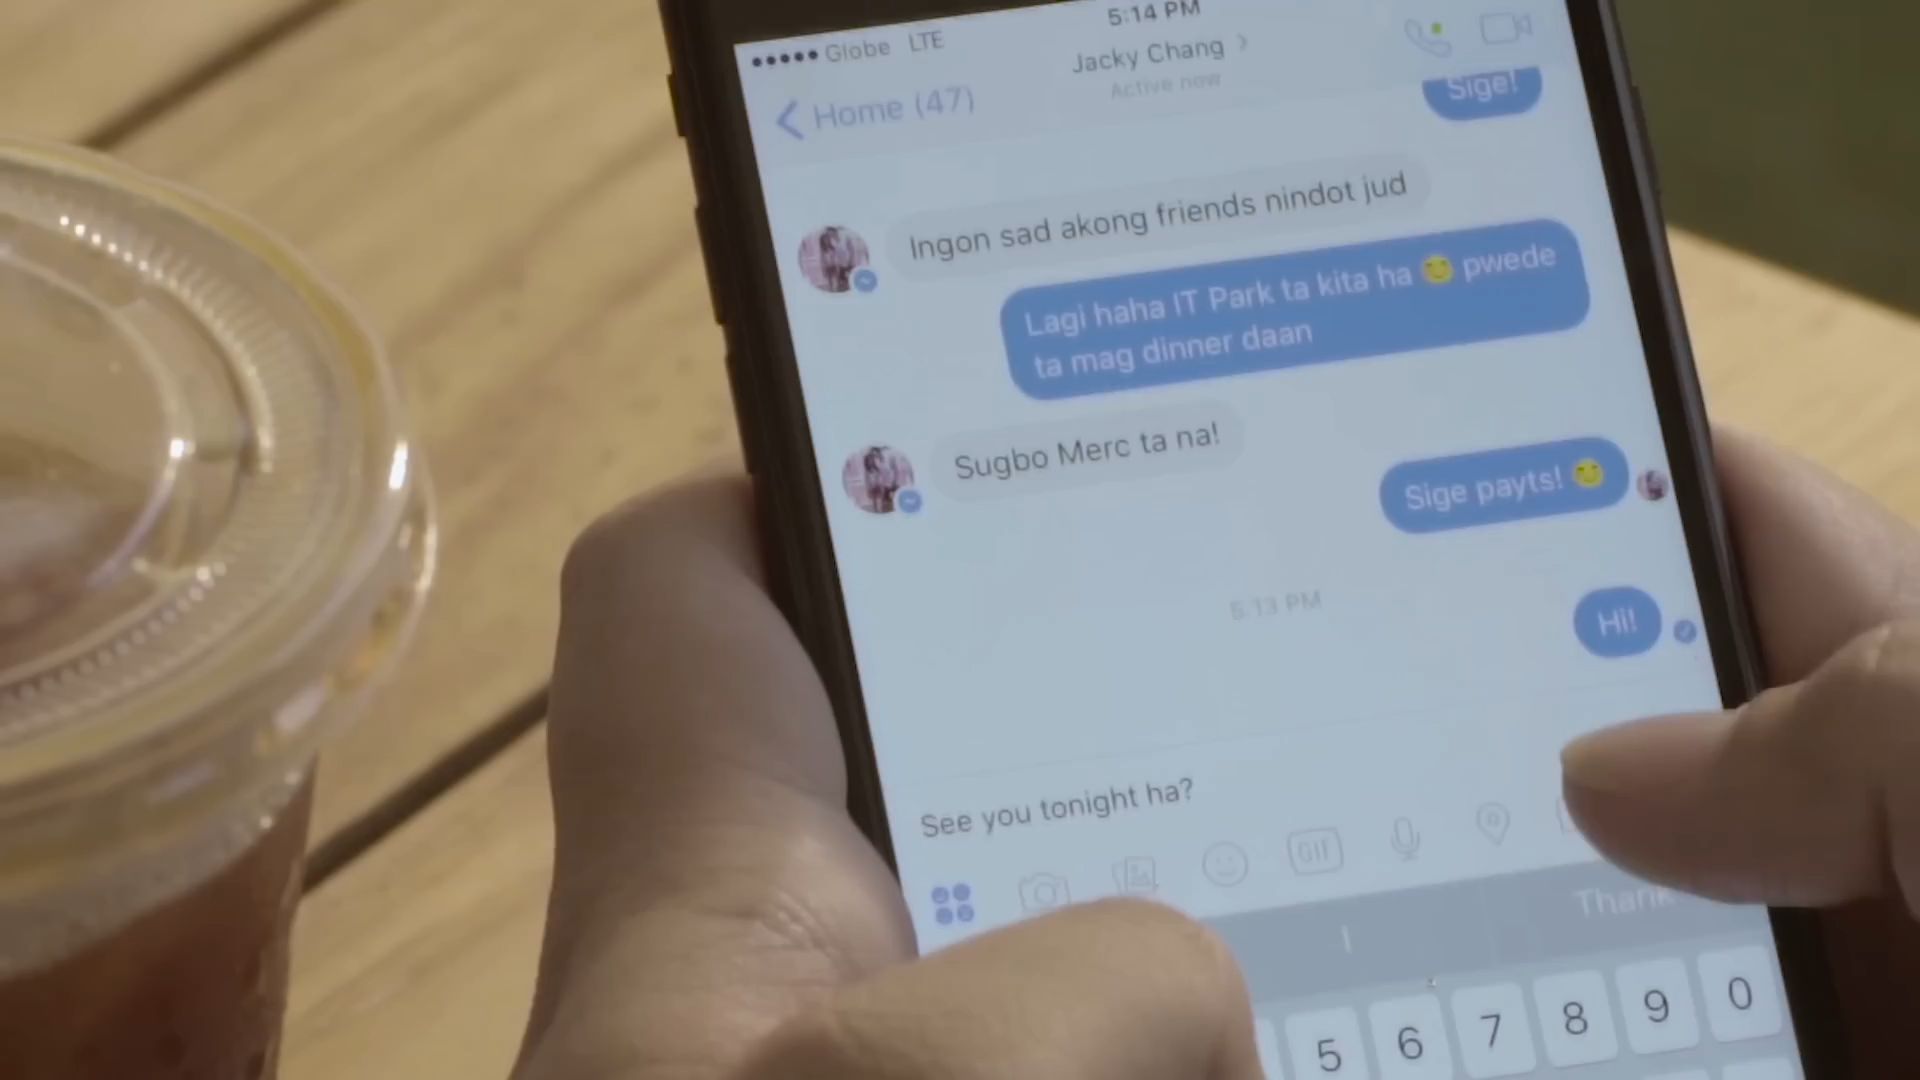 5:14 PM
Globe LTE
Jacky Chang
Active now
Home (47)
Sige!
Ingon sad akong friends nindot jud
Lagi haha IT Park ta kita ha 😊 pwede
ta mag dinner daan
Sugbo Merc ta na!
Sige payts! 😊
5:13 PM
Hi!
See you tonight ha?
GIF
I
5 6 7 8 9 0